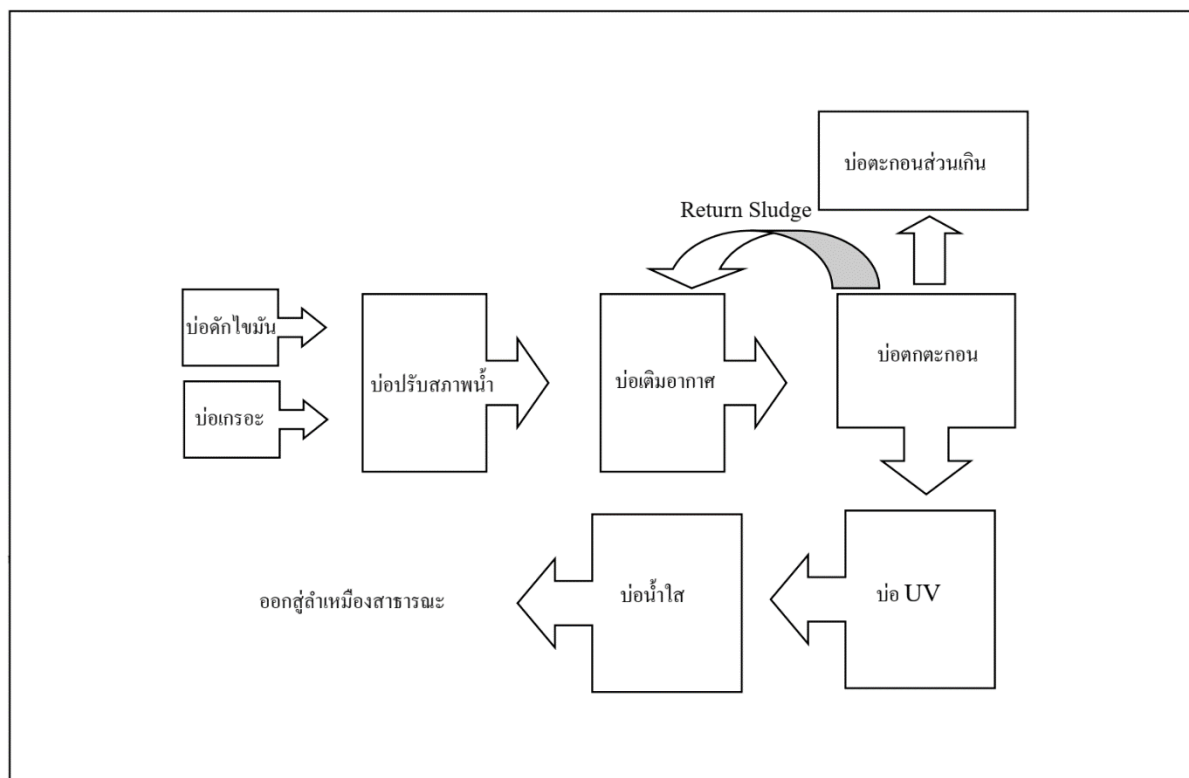 บ่อตะกอนส่วนเกิน
Return Sludge
บ่อดักไขมัน
บ่อปรับสภาพน้ำ
บ่อเติมอากาศ
บ่อตกตะกอน
บ่อเกรอะ
ออกสู่ลำเหมืองสาธารณะ
บ่อน้ำใส
บ่อ UV